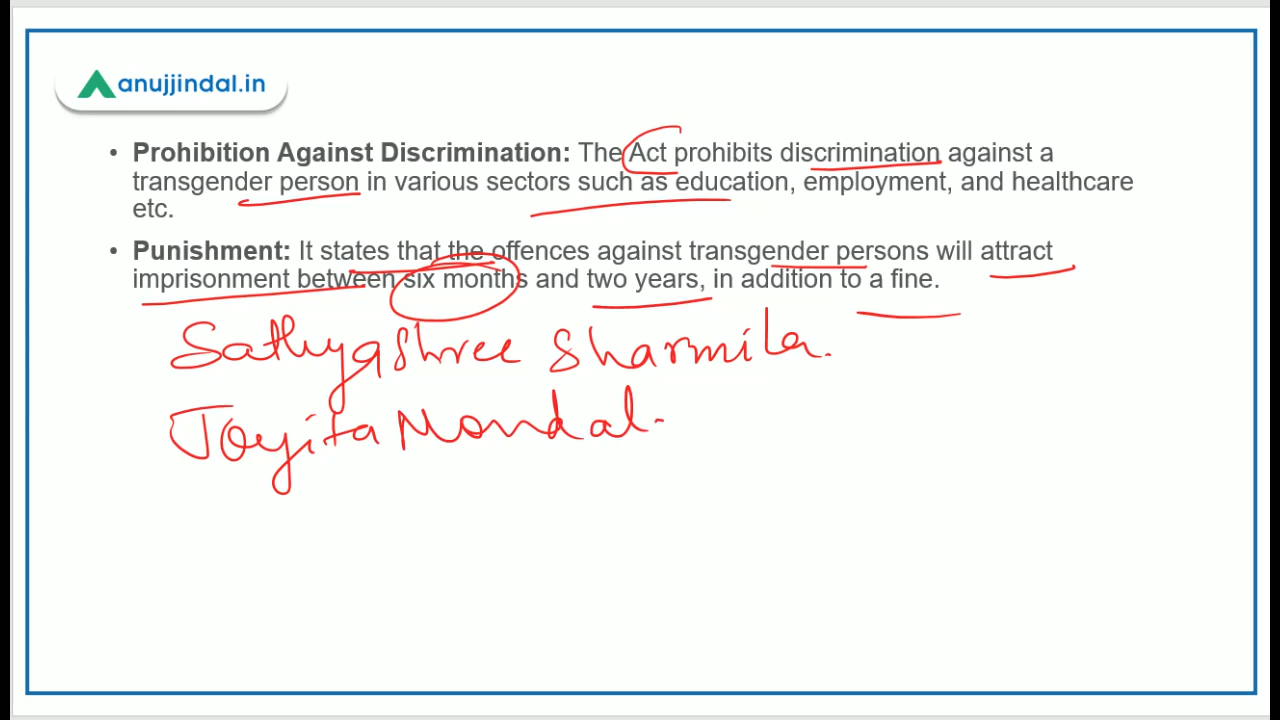 anujjindal.in
• Prohibition Against Discrimination: The Act prohibits discrimination against a
transgender person in various sectors such as education, employment, and healthcare
etc.
• Punishment: It states that the offences against transgender persons will attract
imprisonment between six months and two years, in addition to a fine.
Sathyashree Sharmila.
Joyita Mondal.